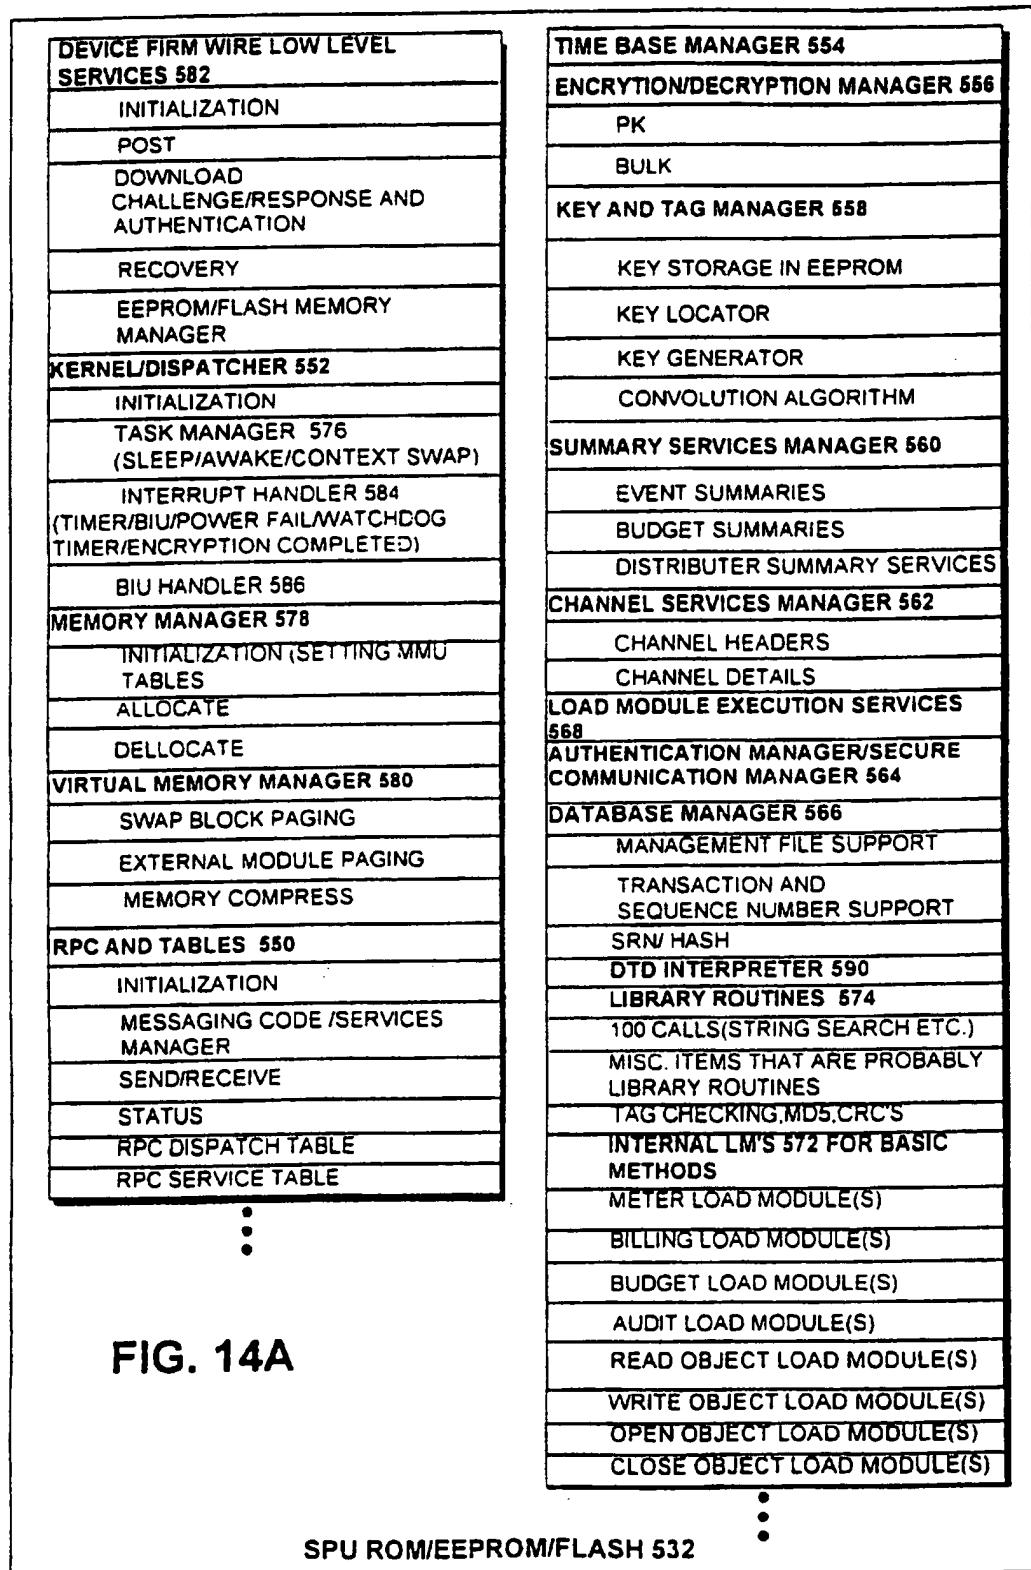 DEVICE FIRM WIRE LOW LEVEL
SERVICES 582
INITIALIZATION
POST
DOWNLOAD
CHALLENGE/RESPONSE AND
AUTHENTICATION
RECOVERY
EEPROM/FLASH MEMORY
MANAGER
KERNEL/DISPATCHER 552
INITIALIZATION
TASK MANAGER 576
(SLEEP/AWAKE/CONTEXT SWAP)
INTERRUPT HANDLER 584
(TIMER/BIU/POWER FAIL/WATCHDOG
TIMER/ENCRYPTION COMPLETED)
BIU HANDLER 586
MEMORY MANAGER 578
INITIALIZATION (SETTING MMU
TABLES
ALLOCATE
DELLOCATE
VIRTUAL MEMORY MANAGER 580
SWAP BLOCK PAGING
EXTERNAL MODULE PAGING
MEMORY COMPRESS
RPC AND TABLES 550
INITIALIZATION
MESSAGING CODE /SERVICES
MANAGER
SEND/RECEIVE
STATUS
RPC DISPATCH TABLE
RPC SERVICE TABLE
TIME BASE MANAGER 554
ENCRYTION/DECRYPTION MANAGER 556
PK
BULK
KEY AND TAG MANAGER 558
KEY STORAGE IN EEPROM
KEY LOCATOR
KEY GENERATOR
CONVOLUTION ALGORITHM
SUMMARY SERVICES MANAGER 560
EVENT SUMMARIES
BUDGET SUMMARIES
DISTRIBUTER SUMMARY SERVICES
CHANNEL SERVICES MANAGER 562
CHANNEL HEADERS
CHANNEL DETAILS
LOAD MODULE EXECUTION SERVICES
568
AUTHENTICATION MANAGER/SECURE
COMMUNICATION MANAGER 564
DATABASE MANAGER 566
MANAGEMENT FILE SUPPORT
TRANSACTION AND
SEQUENCE NUMBER SUPPORT
SRN/ HASH
DTD INTERPRETER 590
LIBRARY ROUTINES 574
100 CALLS(STRING SEARCH ETC.)
MISC. ITEMS THAT ARE PROBABLY
LIBRARY ROUTINES
TAG CHECKING,MD5,CRC'S
INTERNAL LM'S 572 FOR BASIC
METHODS
METER LOAD MODULE(S)
BILLING LOAD MODULE(S)
BUDGET LOAD MODULE(S)
AUDIT LOAD MODULE(S)
READ OBJECT LOAD MODULE(S)
WRITE OBJECT LOAD MODULE(S)
OPEN OBJECT LOAD MODULE(S)
CLOSE OBJECT LOAD MODULE(S)
FIG. 14A
SPU ROM/EEPROM/FLASH 532